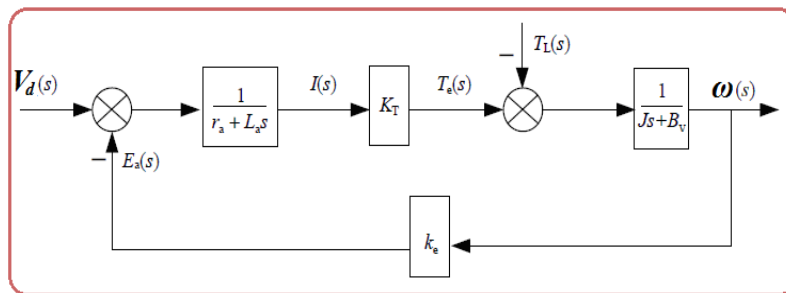 V_d(s)
−
E_a(s)
1
r_a + L_a s
I(s)
K_T
T_e(s)
−
T_L(s)
1
Js+B_v
ω(s)
k_e